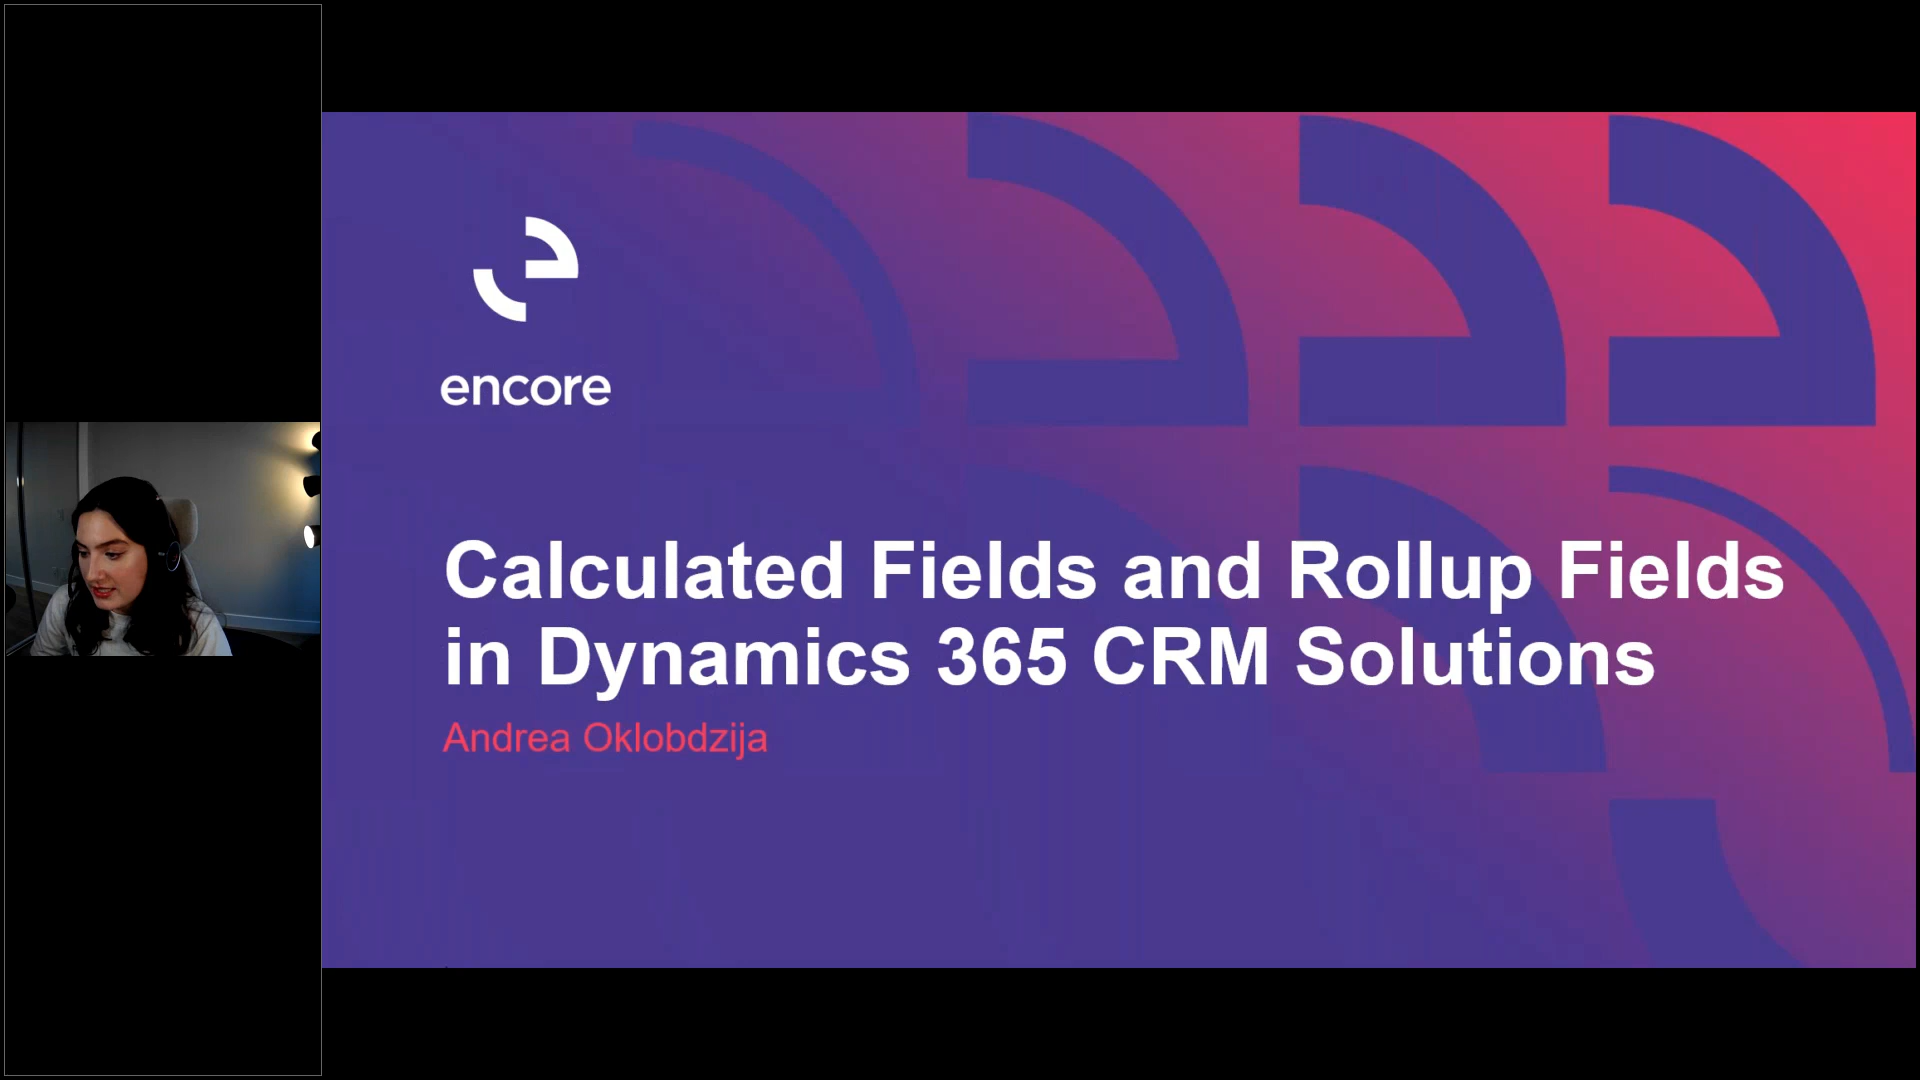 encore
Calculated Fields and Rollup Fields
in Dynamics 365 CRM Solutions
Andrea Oklobdzija